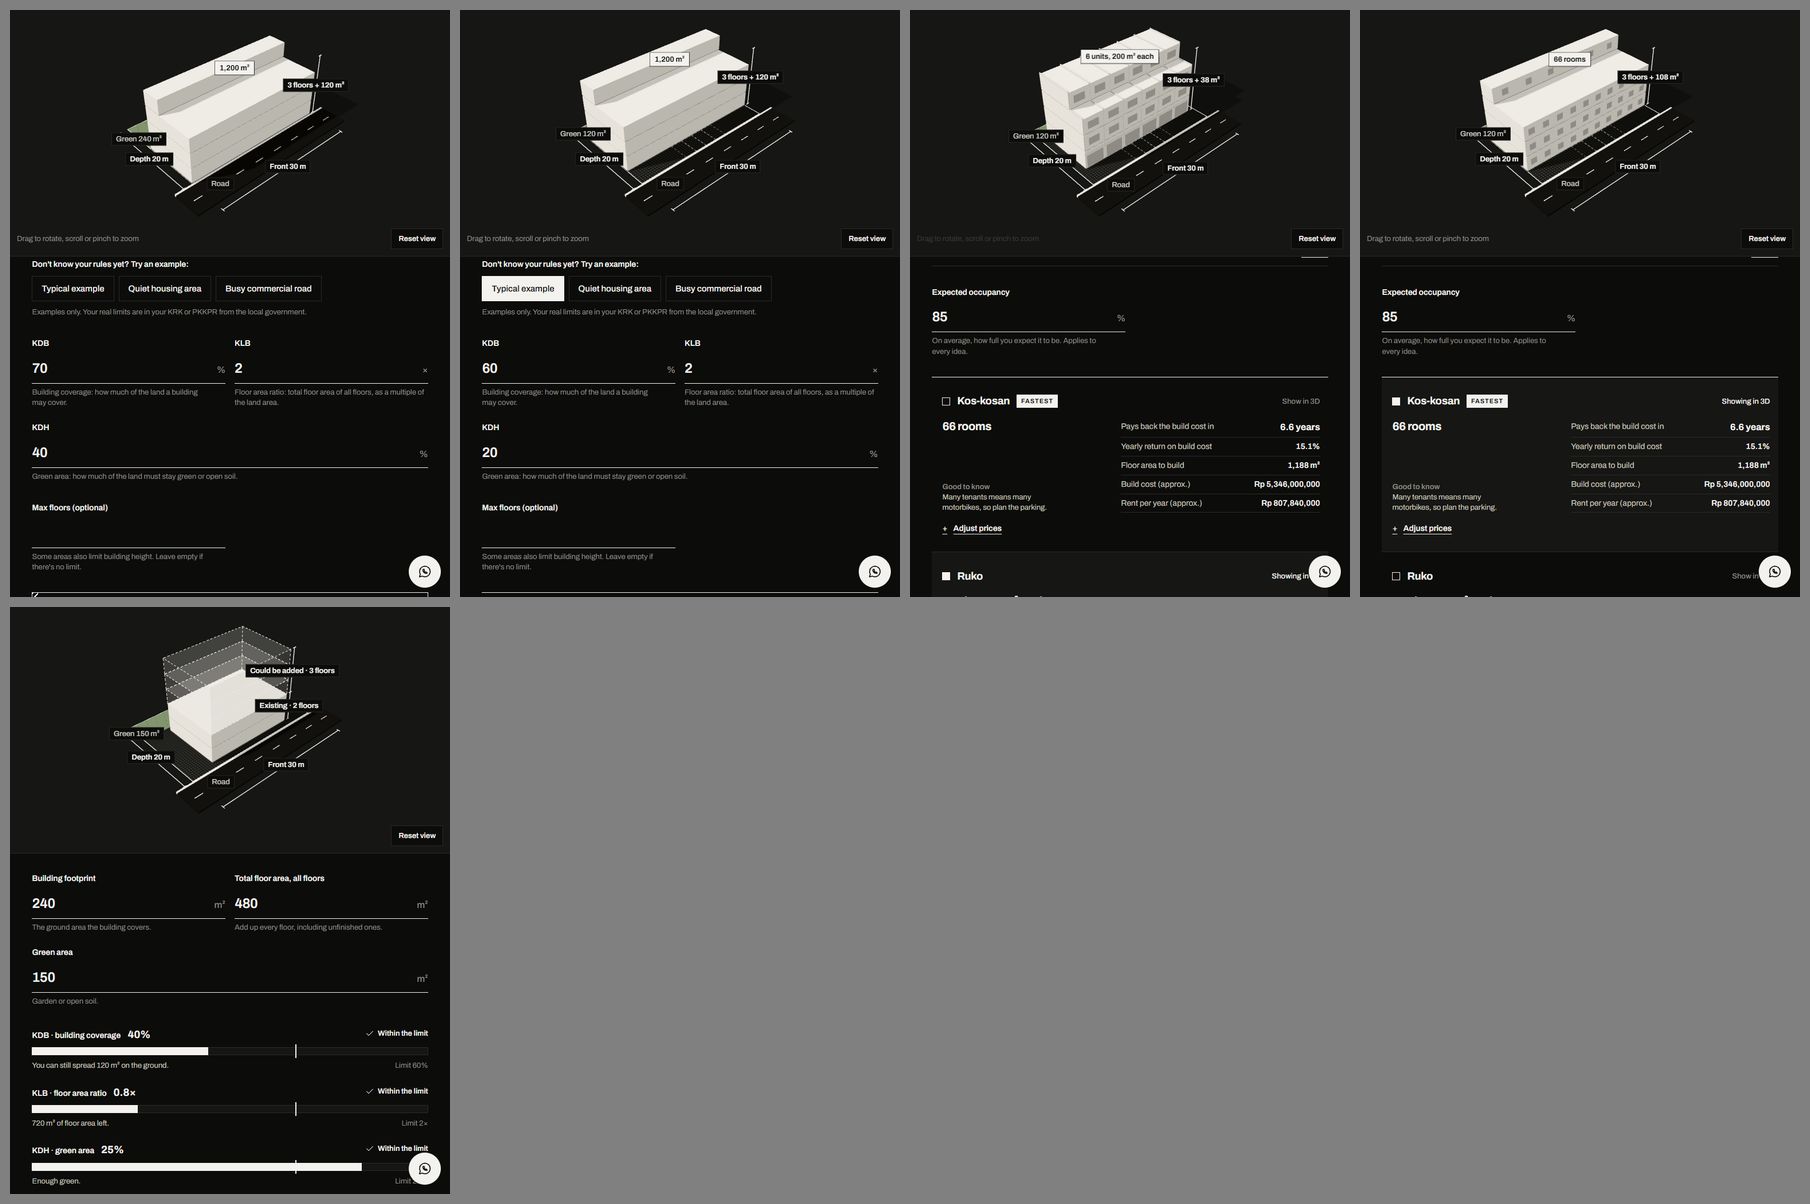 1,200 m²
3 floors + 120 m²
Green 240 m²
Depth 20 m
Front 30 m
Road
Drag to rotate, scroll or pinch to zoom
Reset view
Don't know your rules yet? Try an example:
Typical example
Quiet housing area
Busy commercial road
Examples only. Your real limits are in your KRK or PKKPR from the local government.
KDB
KLB
70 %
2 ×
Building coverage: how much of the land a building
may cover.
Floor area ratio: total floor area of all floors, as a multiple of
the land area.
KDH
40 %
Green area: how much of the land must stay green or open soil.
Max floors (optional)
Some areas also limit building height. Leave empty if
there's no limit.
1,200 m²
3 floors + 120 m²
Green 120 m²
Depth 20 m
Front 30 m
Road
Drag to rotate, scroll or pinch to zoom
Reset view
Don't know your rules yet? Try an example:
Typical example
Quiet housing area
Busy commercial road
Examples only. Your real limits are in your KRK or PKKPR from the local government.
KDB
KLB
60 %
2 ×
Building coverage: how much of the land a building
may cover.
Floor area ratio: total floor area of all floors, as a multiple of
the land area.
KDH
20 %
Green area: how much of the land must stay green or open soil.
Max floors (optional)
Some areas also limit building height. Leave empty if
there's no limit.
6 units, 200 m² each
3 floors + 38 m²
Green 120 m²
Depth 20 m
Front 30 m
Road
Drag to rotate, scroll or pinch to zoom
Reset view
Expected occupancy
85 %
On average, how full you expect it to be. Applies to
every idea.
Kos-kosan FASTEST
Show in 3D
66 rooms
Pays back the build cost in 6.6 years
Yearly return on build cost 15.1%
Floor area to build 1,188 m²
Build cost (approx.) Rp 5,346,000,000
Rent per year (approx.) Rp 807,840,000
Good to know
Many tenants means many
motorbikes, so plan the parking.
+ Adjust prices
Ruko
Showing in
66 rooms
3 floors + 108 m²
Green 120 m²
Depth 20 m
Front 30 m
Road
Drag to rotate, scroll or pinch to zoom
Reset view
Expected occupancy
85 %
On average, how full you expect it to be. Applies to
every idea.
Kos-kosan FASTEST
Showing in 3D
66 rooms
Pays back the build cost in 6.6 years
Yearly return on build cost 15.1%
Floor area to build 1,188 m²
Build cost (approx.) Rp 5,346,000,000
Rent per year (approx.) Rp 807,840,000
Good to know
Many tenants means many
motorbikes, so plan the parking.
+ Adjust prices
Ruko
Show in
Could be added · 3 floors
Existing · 2 floors
Green 150 m²
Depth 20 m
Front 30 m
Road
Reset view
Building footprint
Total floor area, all floors
240 m²
480 m²
The ground area the building covers.
Add up every floor, including unfinished ones.
Green area
150 m²
Garden or open soil.
KDB · building coverage 40%
Within the limit
You can still spread 120 m² on the ground.
Limit 60%
KLB · floor area ratio 0.8×
Within the limit
720 m² of floor area left.
Limit 2×
KDH · green area 25%
Within the limit
Enough green.
Limit